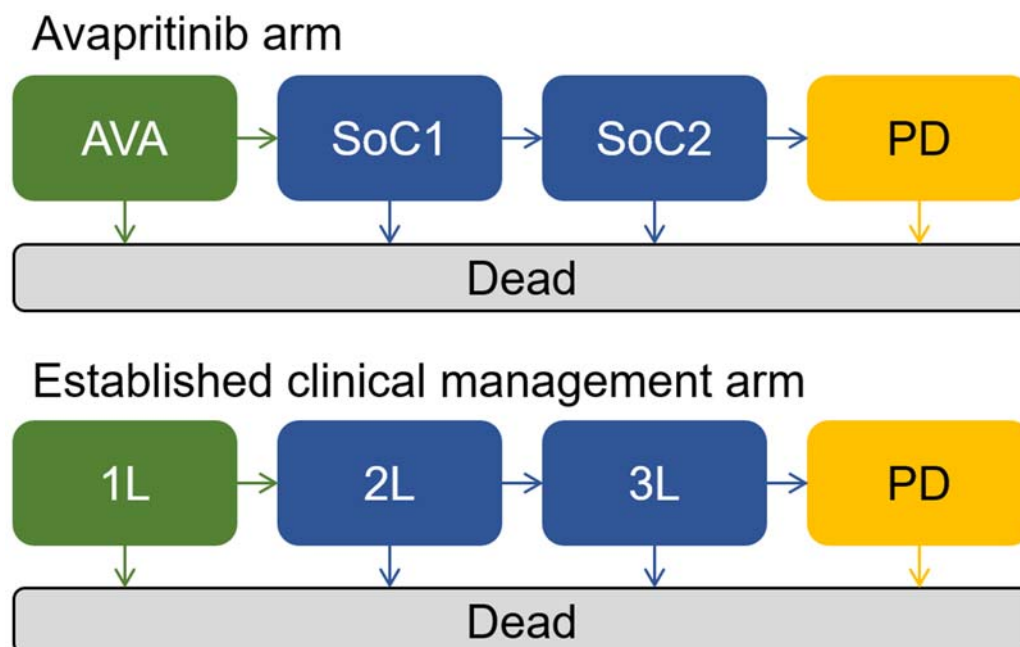 Avapritinib arm
AVA SoC1 SoC2 PD
Dead
Established clinical management arm
1L 2L 3L PD
Dead